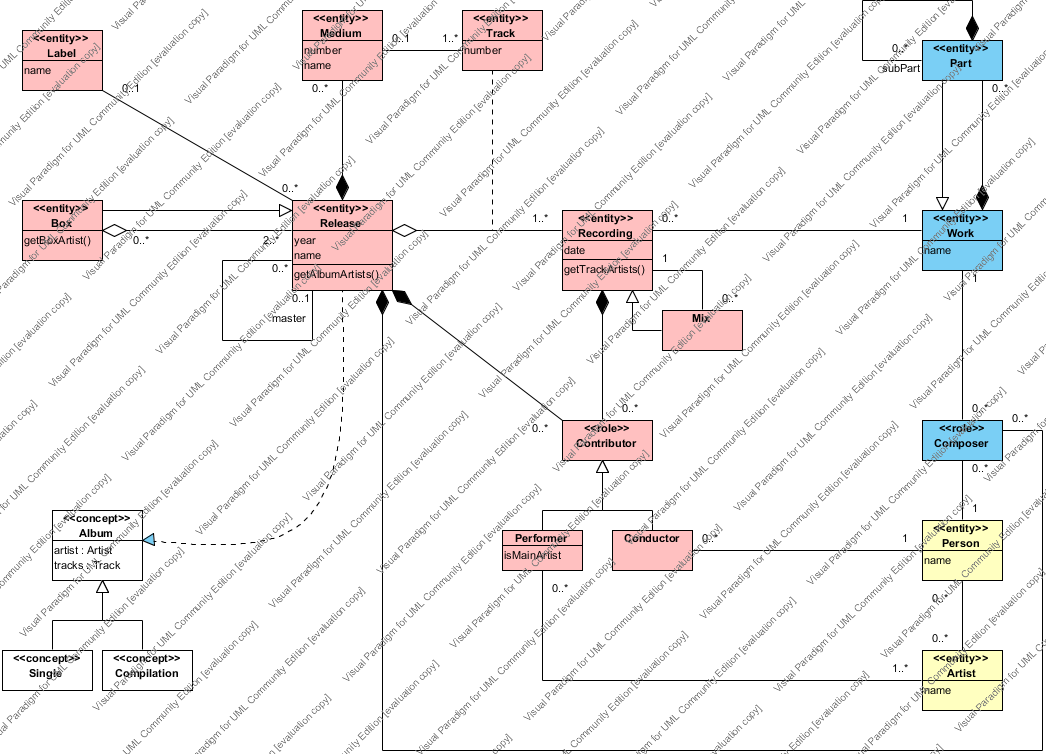 <<entity>>
Label
name
0..1
<<entity>>
Medium
number
name
0..1
1..*
0..*
<<entity>>
Track
number
0..*
subPart
<<entity>>
Part
0..*
<<entity>>
Box
getBoxArtist()
0..*
2..*
0..*
<<entity>>
Release
year
name
getAlbumArtists()
0..*
0..1
master
1..*
<<entity>>
Recording
date
getTrackArtists()
0..*
1
1
0..*
Mix
<<entity>>
Work
name
1
0..*
0..*
<<role>>
Contributor
0..*
<<role>>
Composer
0..*
0..*
1
<<concept>>
Album
artist : Artist
tracks : Track
Performer
isMainArtist
0..*
Conductor
0..*
1
<<entity>>
Person
name
0..*
0..*
<<concept>>
Single
<<concept>>
Compilation
1..*
<<entity>>
Artist
name
Visual Paradigm for UML Community Edition [evaluation copy]